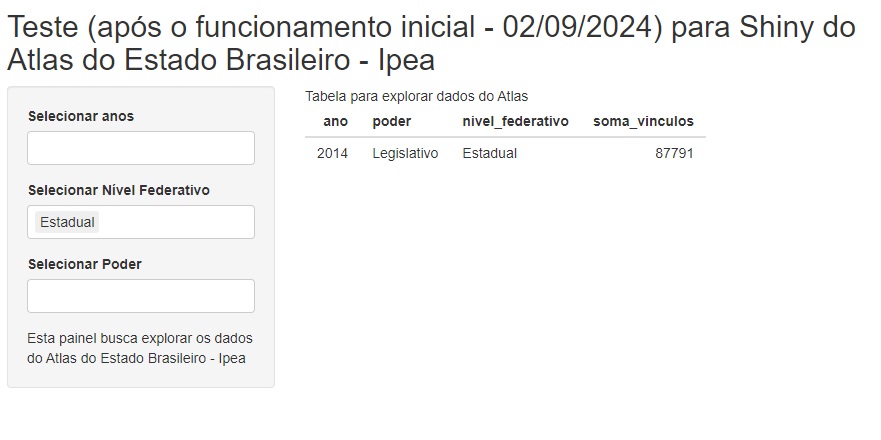 Teste (após o funcionamento inicial - 02/09/2024) para Shiny do
Atlas do Estado Brasileiro - Ipea
Selecionar anos
Selecionar Nível Federativo
Estadual
Selecionar Poder
Esta painel busca explorar os dados
do Atlas do Estado Brasileiro - Ipea
Tabela para explorar dados do Atlas
ano poder nivel_federativo soma_vinculos
2014 Legislativo Estadual 87791